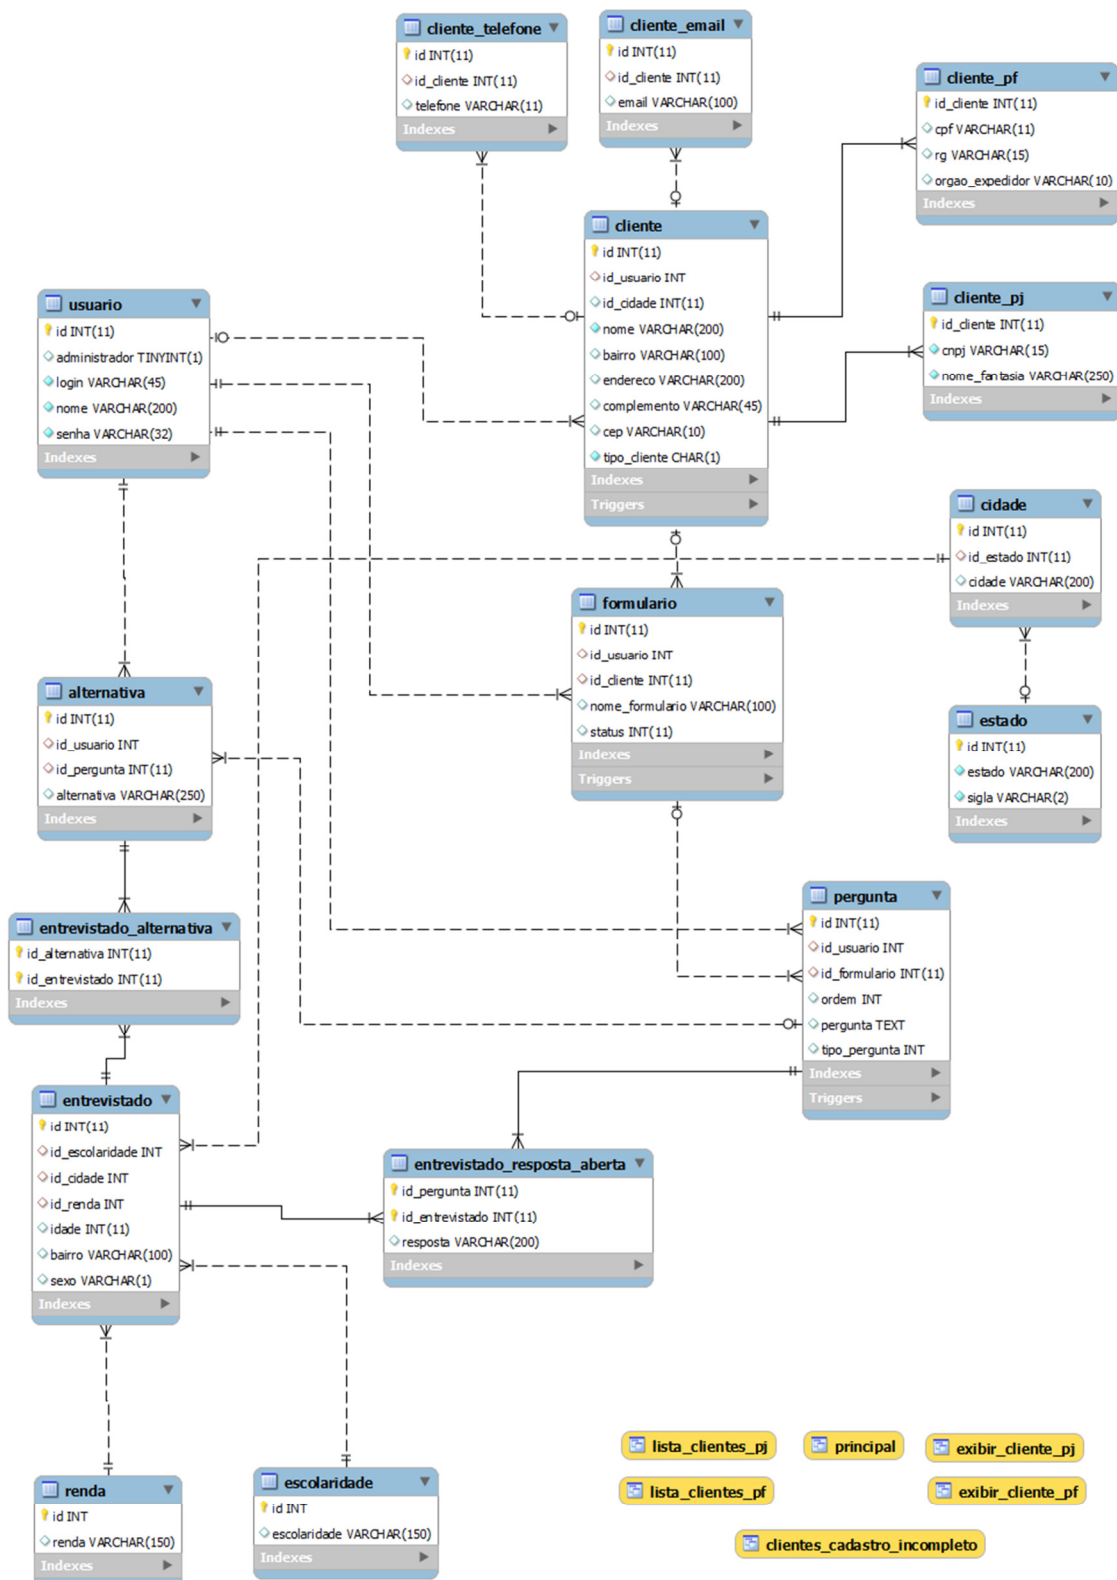 cliente_telefone
id INT(11)
id_cliente INT(11)
telefone VARCHAR(11)
Indexes
cliente_email
id INT(11)
id_cliente INT(11)
email VARCHAR(100)
Indexes
cliente_pf
id_cliente INT(11)
cpf VARCHAR(11)
rg VARCHAR(15)
orgao_expedidor VARCHAR(10)
Indexes
cliente
id INT(11)
id_usuario INT
id_cidade INT(11)
nome VARCHAR(200)
bairro VARCHAR(100)
endereco VARCHAR(200)
complemento VARCHAR(45)
cep VARCHAR(10)
tipo_cliente CHAR(1)
Indexes
Triggers
cliente_pj
id_cliente INT(11)
cnpj VARCHAR(15)
nome_fantasia VARCHAR(250)
Indexes
usuario
id INT(11)
administrador TINYINT(1)
login VARCHAR(45)
nome VARCHAR(200)
senha VARCHAR(32)
Indexes
cidade
id INT(11)
id_estado INT(11)
cidade VARCHAR(200)
Indexes
formulario
id INT(11)
id_usuario INT
id_cliente INT(11)
nome_formulario VARCHAR(100)
status INT(11)
Indexes
Triggers
alternativa
id INT(11)
id_usuario INT
id_pergunta INT(11)
alternativa VARCHAR(250)
Indexes
estado
id INT(11)
estado VARCHAR(200)
sigla VARCHAR(2)
Indexes
pergunta
id INT(11)
id_usuario INT
id_formulario INT(11)
ordem INT
pergunta TEXT
tipo_pergunta INT
Indexes
Triggers
entrevistado_alternativa
id_alternativa INT(11)
id_entrevistado INT(11)
Indexes
entrevistado
id INT(11)
id_escolaridade INT
id_cidade INT
id_renda INT
idade INT(11)
bairro VARCHAR(100)
sexo VARCHAR(1)
Indexes
entrevistado_resposta_aberta
id_pergunta INT(11)
id_entrevistado INT(11)
resposta VARCHAR(200)
Indexes
renda
id INT
renda VARCHAR(150)
Indexes
escolaridade
id INT
escolaridade VARCHAR(150)
Indexes
lista_clientes_pj
principal
exibir_cliente_pj
lista_clientes_pf
exibir_cliente_pf
clientes_cadastro_incompleto